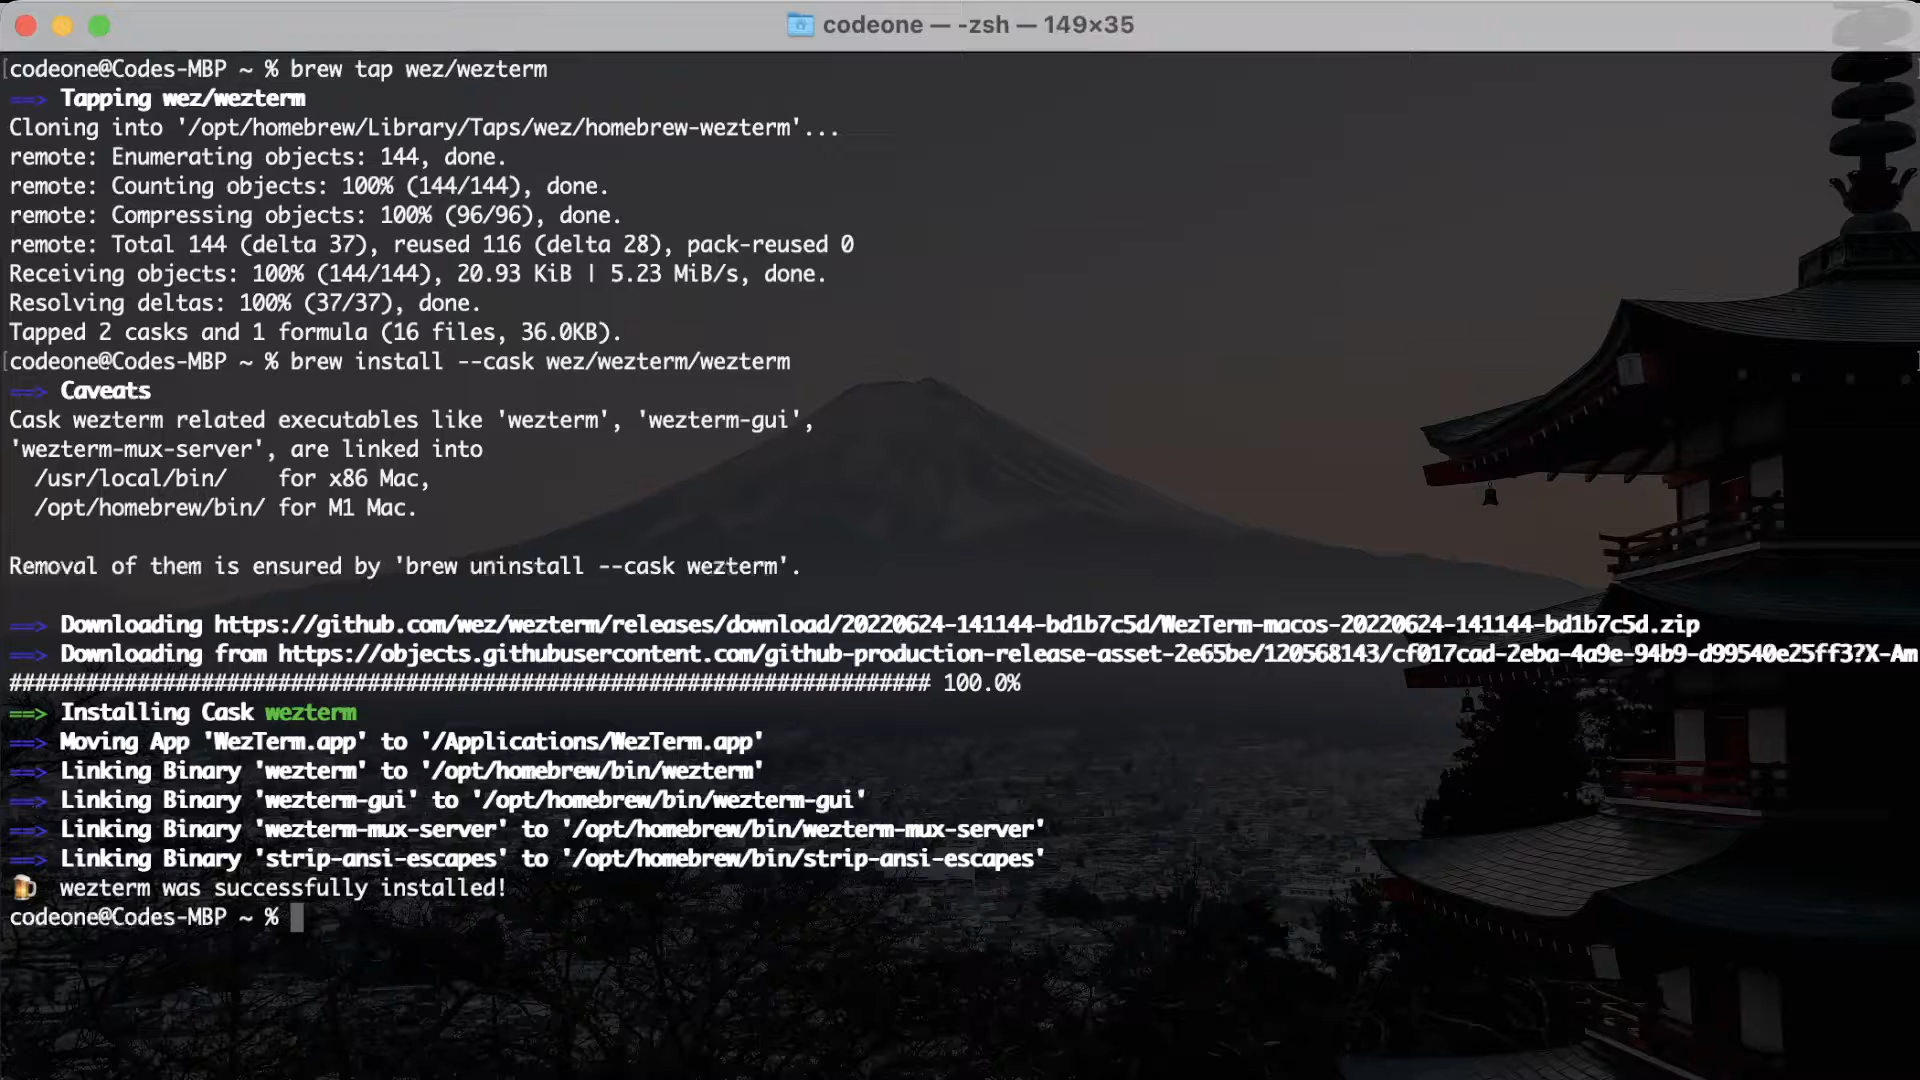 codeone — -zsh — 149×35
[codeone@Codes-MBP ~ % brew tap wez/wezterm
==> Tapping wez/wezterm
Cloning into '/opt/homebrew/Library/Taps/wez/homebrew-wezterm'...
remote: Enumerating objects: 144, done.
remote: Counting objects: 100% (144/144), done.
remote: Compressing objects: 100% (96/96), done.
remote: Total 144 (delta 37), reused 116 (delta 28), pack-reused 0
Receiving objects: 100% (144/144), 20.93 KiB | 5.23 MiB/s, done.
Resolving deltas: 100% (37/37), done.
Tapped 2 casks and 1 formula (16 files, 36.0KB).
[codeone@Codes-MBP ~ % brew install --cask wez/wezterm/wezterm
==> Caveats
Cask wezterm related executables like 'wezterm', 'wezterm-gui',
'wezterm-mux-server', are linked into
  /usr/local/bin/    for x86 Mac,
  /opt/homebrew/bin/ for M1 Mac.
Removal of them is ensured by 'brew uninstall --cask wezterm'.
==> Downloading https://github.com/wez/wezterm/releases/download/20220624-141144-bd1b7c5d/WezTerm-macos-20220624-141144-bd1b7c5d.zip
==> Downloading from https://objects.githubusercontent.com/github-production-release-asset-2e65be/120568143/cf017cad-2eba-4a9e-94b9-d99540e25ff3?X-Am
######################################################################## 100.0%
==> Installing Cask wezterm
==> Moving App 'WezTerm.app' to '/Applications/WezTerm.app'
==> Linking Binary 'wezterm' to '/opt/homebrew/bin/wezterm'
==> Linking Binary 'wezterm-gui' to '/opt/homebrew/bin/wezterm-gui'
==> Linking Binary 'wezterm-mux-server' to '/opt/homebrew/bin/wezterm-mux-server'
==> Linking Binary 'strip-ansi-escapes' to '/opt/homebrew/bin/strip-ansi-escapes'
🍺  wezterm was successfully installed!
codeone@Codes-MBP ~ %